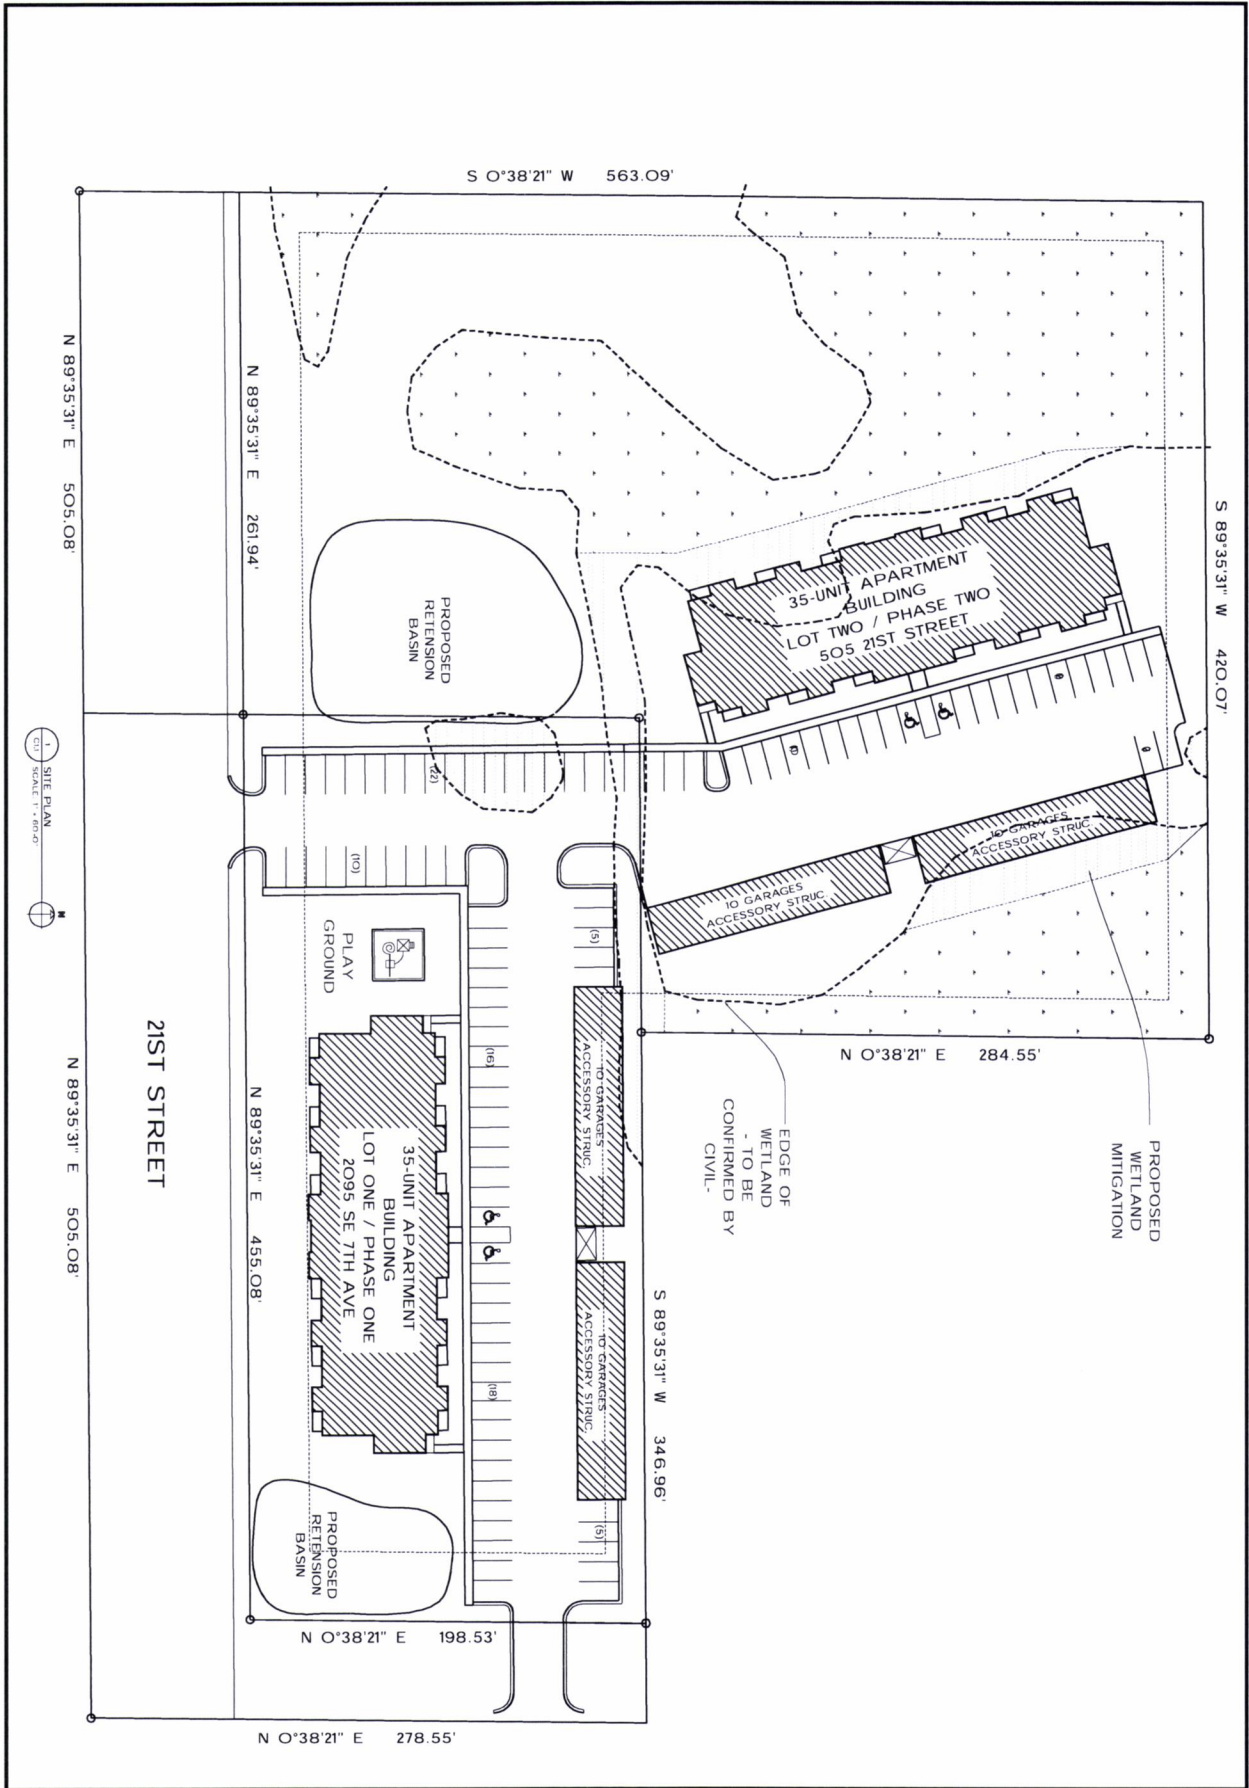 S 0°38'21" W 563.09'
S 89°35'31" W 420.07'
N 0°38'21" E 284.55'
PROPOSED
WETLAND
MITIGATION
EDGE OF
WETLAND
- TO BE
CONFIRMED BY
CIVIL-
35-UNIT APARTMENT
BUILDING
LOT TWO / PHASE TWO
505 21ST STREET
10 GARAGES
ACCESSORY STRUC.
10 GARAGES
ACCESSORY STRUC.
PROPOSED
RETENSION
BASIN
(22)
(10)
(5)
PLAY
GROUND
(16)
10 GARAGES
ACCESSORY STRUC.
35-UNIT APARTMENT
BUILDING
LOT ONE / PHASE ONE
2095 SE 7TH AVE
10 GARAGES
ACCESSORY STRUC.
(18)
(5)
S 89°35'31" W 346.96'
PROPOSED
RETENSION
BASIN
N 0°38'21" E 198.53'
N 0°38'21" E 278.55'
N 89°35'31" E 261.94'
N 89°35'31" E 455.08'
21ST STREET
N 89°35'31" E 505.08'
N 89°35'31" E 505.08'
1
SITE PLAN
N